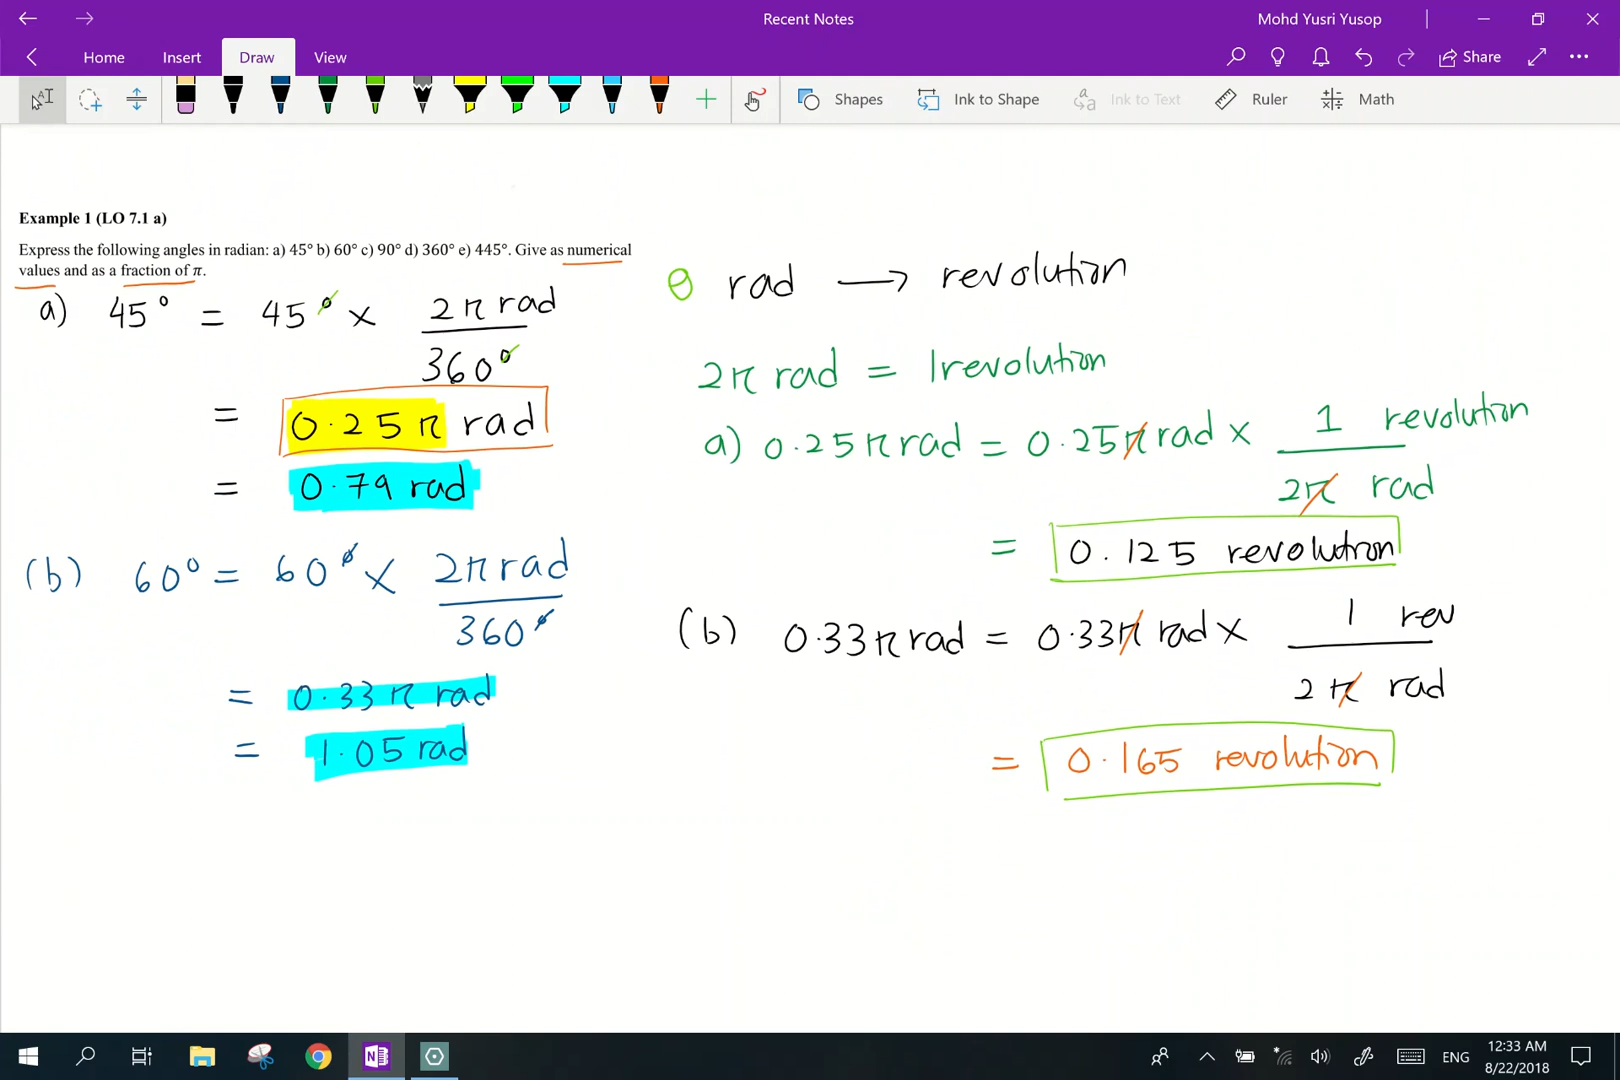 Recent Notes
Mohd Yusri Yusop
Home Insert Draw View
Share
Shapes Ink to Shape Ink to Text Ruler Math
Example 1 (LO 7.1 a)
Express the following angles in radian: a) 45° b) 60° c) 90° d) 360° e) 445°. Give as numerical
values and as a fraction of π.
a) 45° = 45° × 2π rad
360°
= 0.25π rad
= 0.79 rad
(b) 60° = 60° × 2π rad
360°
= 0.33π rad
= 1.05 rad
θ rad → revolution
2π rad = 1 revolution
a) 0.25π rad = 0.25π rad × 1 revolution
2π rad
= 0.125 revolution
(b) 0.33π rad = 0.33π rad × 1 rev
2π rad
= 0.165 revolution
ENG
12:33 AM
8/22/2018